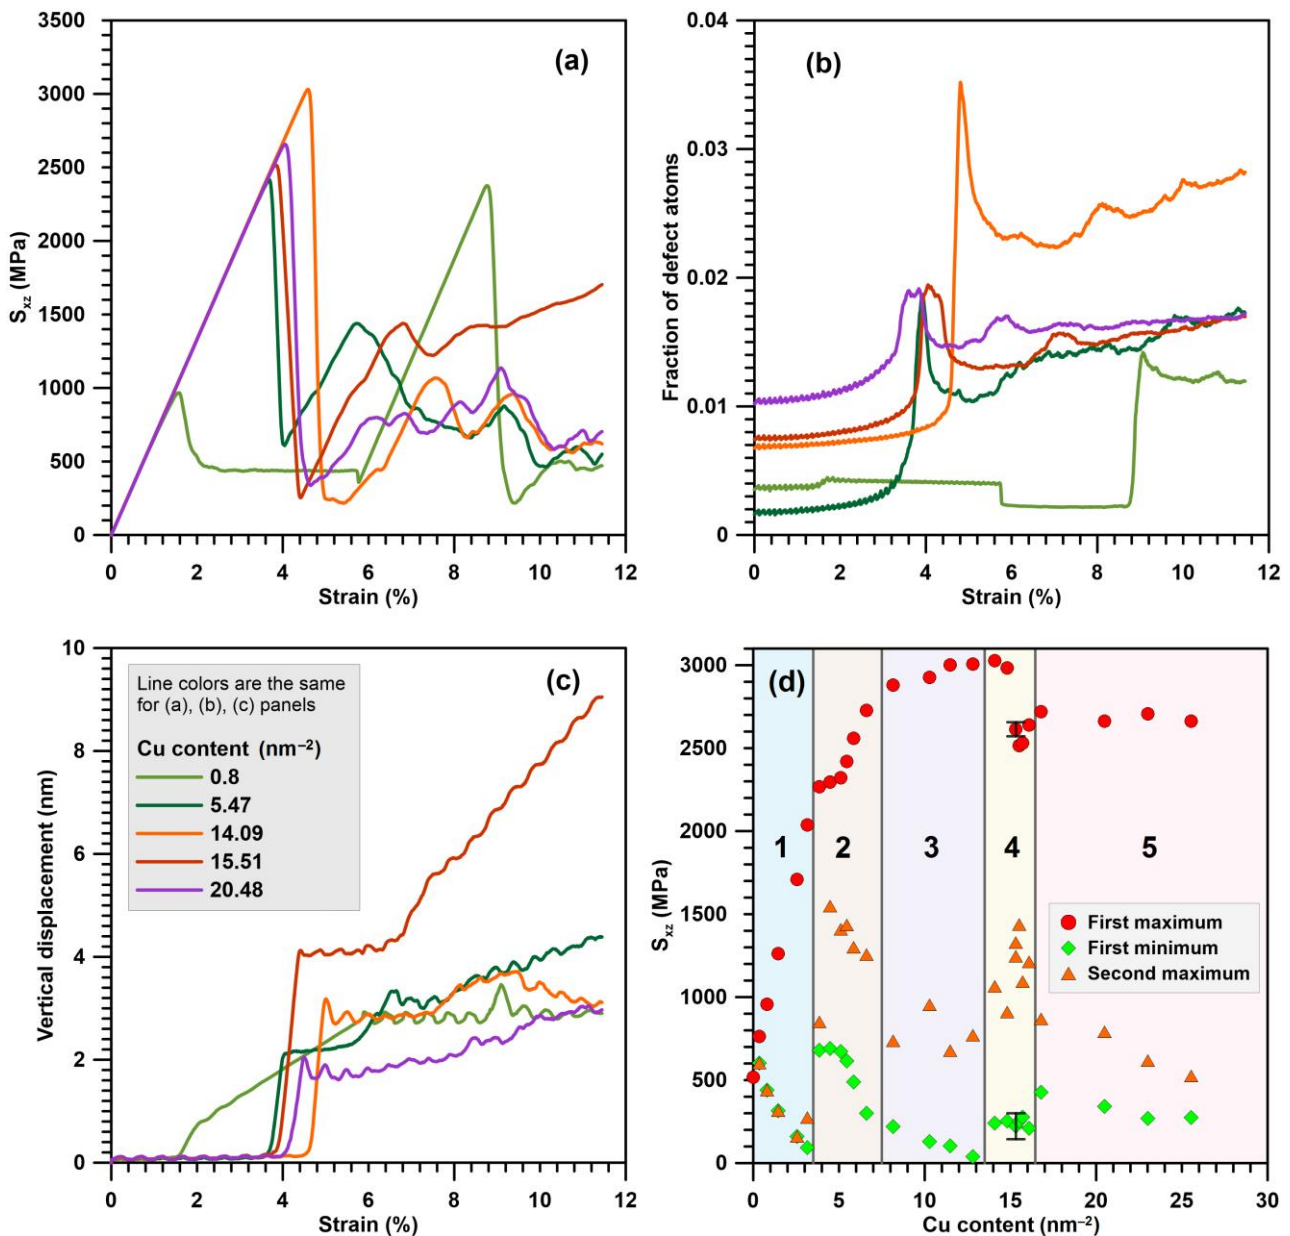 3500
3000
2500
2000
1500
1000
500
0
S_xz (MPa)
(a)
0 2 4 6 8 10 12
Strain (%)
0.04
0.03
0.02
0.01
0
Fraction of defect atoms
(b)
0 2 4 6 8 10 12
Strain (%)
10
8
6
4
2
0
Vertical displacement (nm)
(c)
Line colors are the same
for (a), (b), (c) panels
Cu content (nm⁻²)
0.8
5.47
14.09
15.51
20.48
0 2 4 6 8 10 12
Strain (%)
3000
2500
2000
1500
1000
500
0
S_xz (MPa)
(d)
1 2 3 4 5
First maximum
First minimum
Second maximum
0 5 10 15 20 25 30
Cu content (nm⁻²)